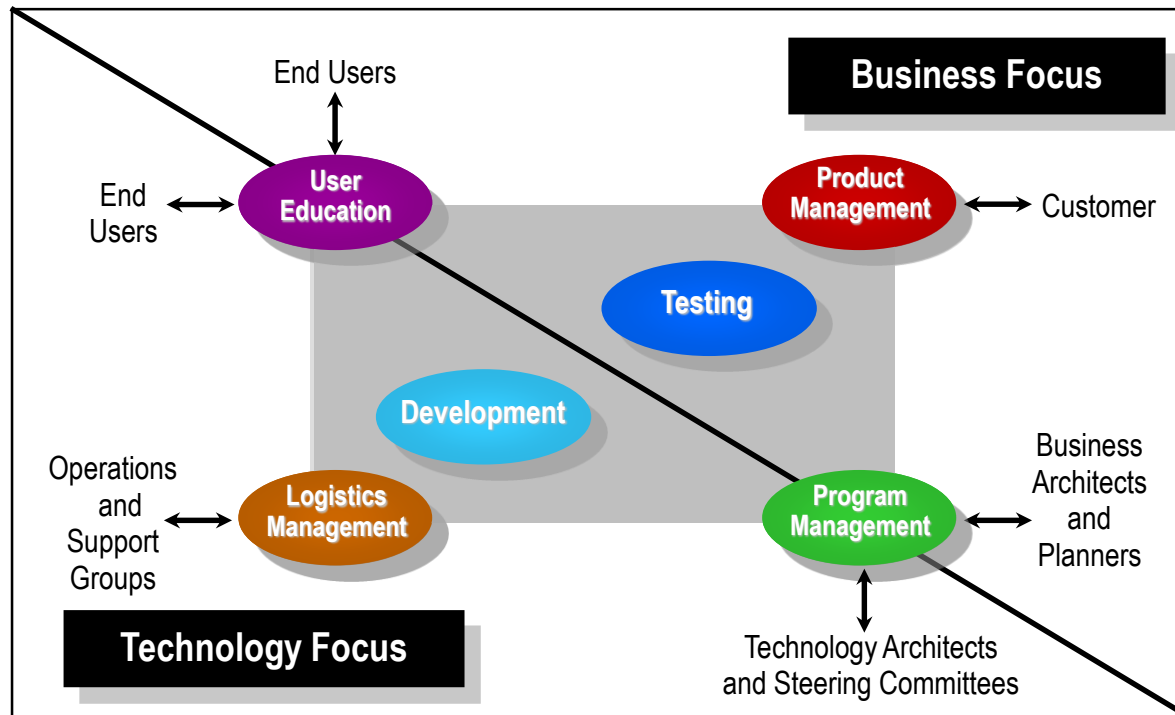 End Users
Business Focus
User
Education
Product
Management
End
Users
Customer
Testing
Development
Operations
and
Support
Groups
Logistics
Management
Program
Management
Business
Architects
and
Planners
Technology Focus
Technology Architects
and Steering Committees